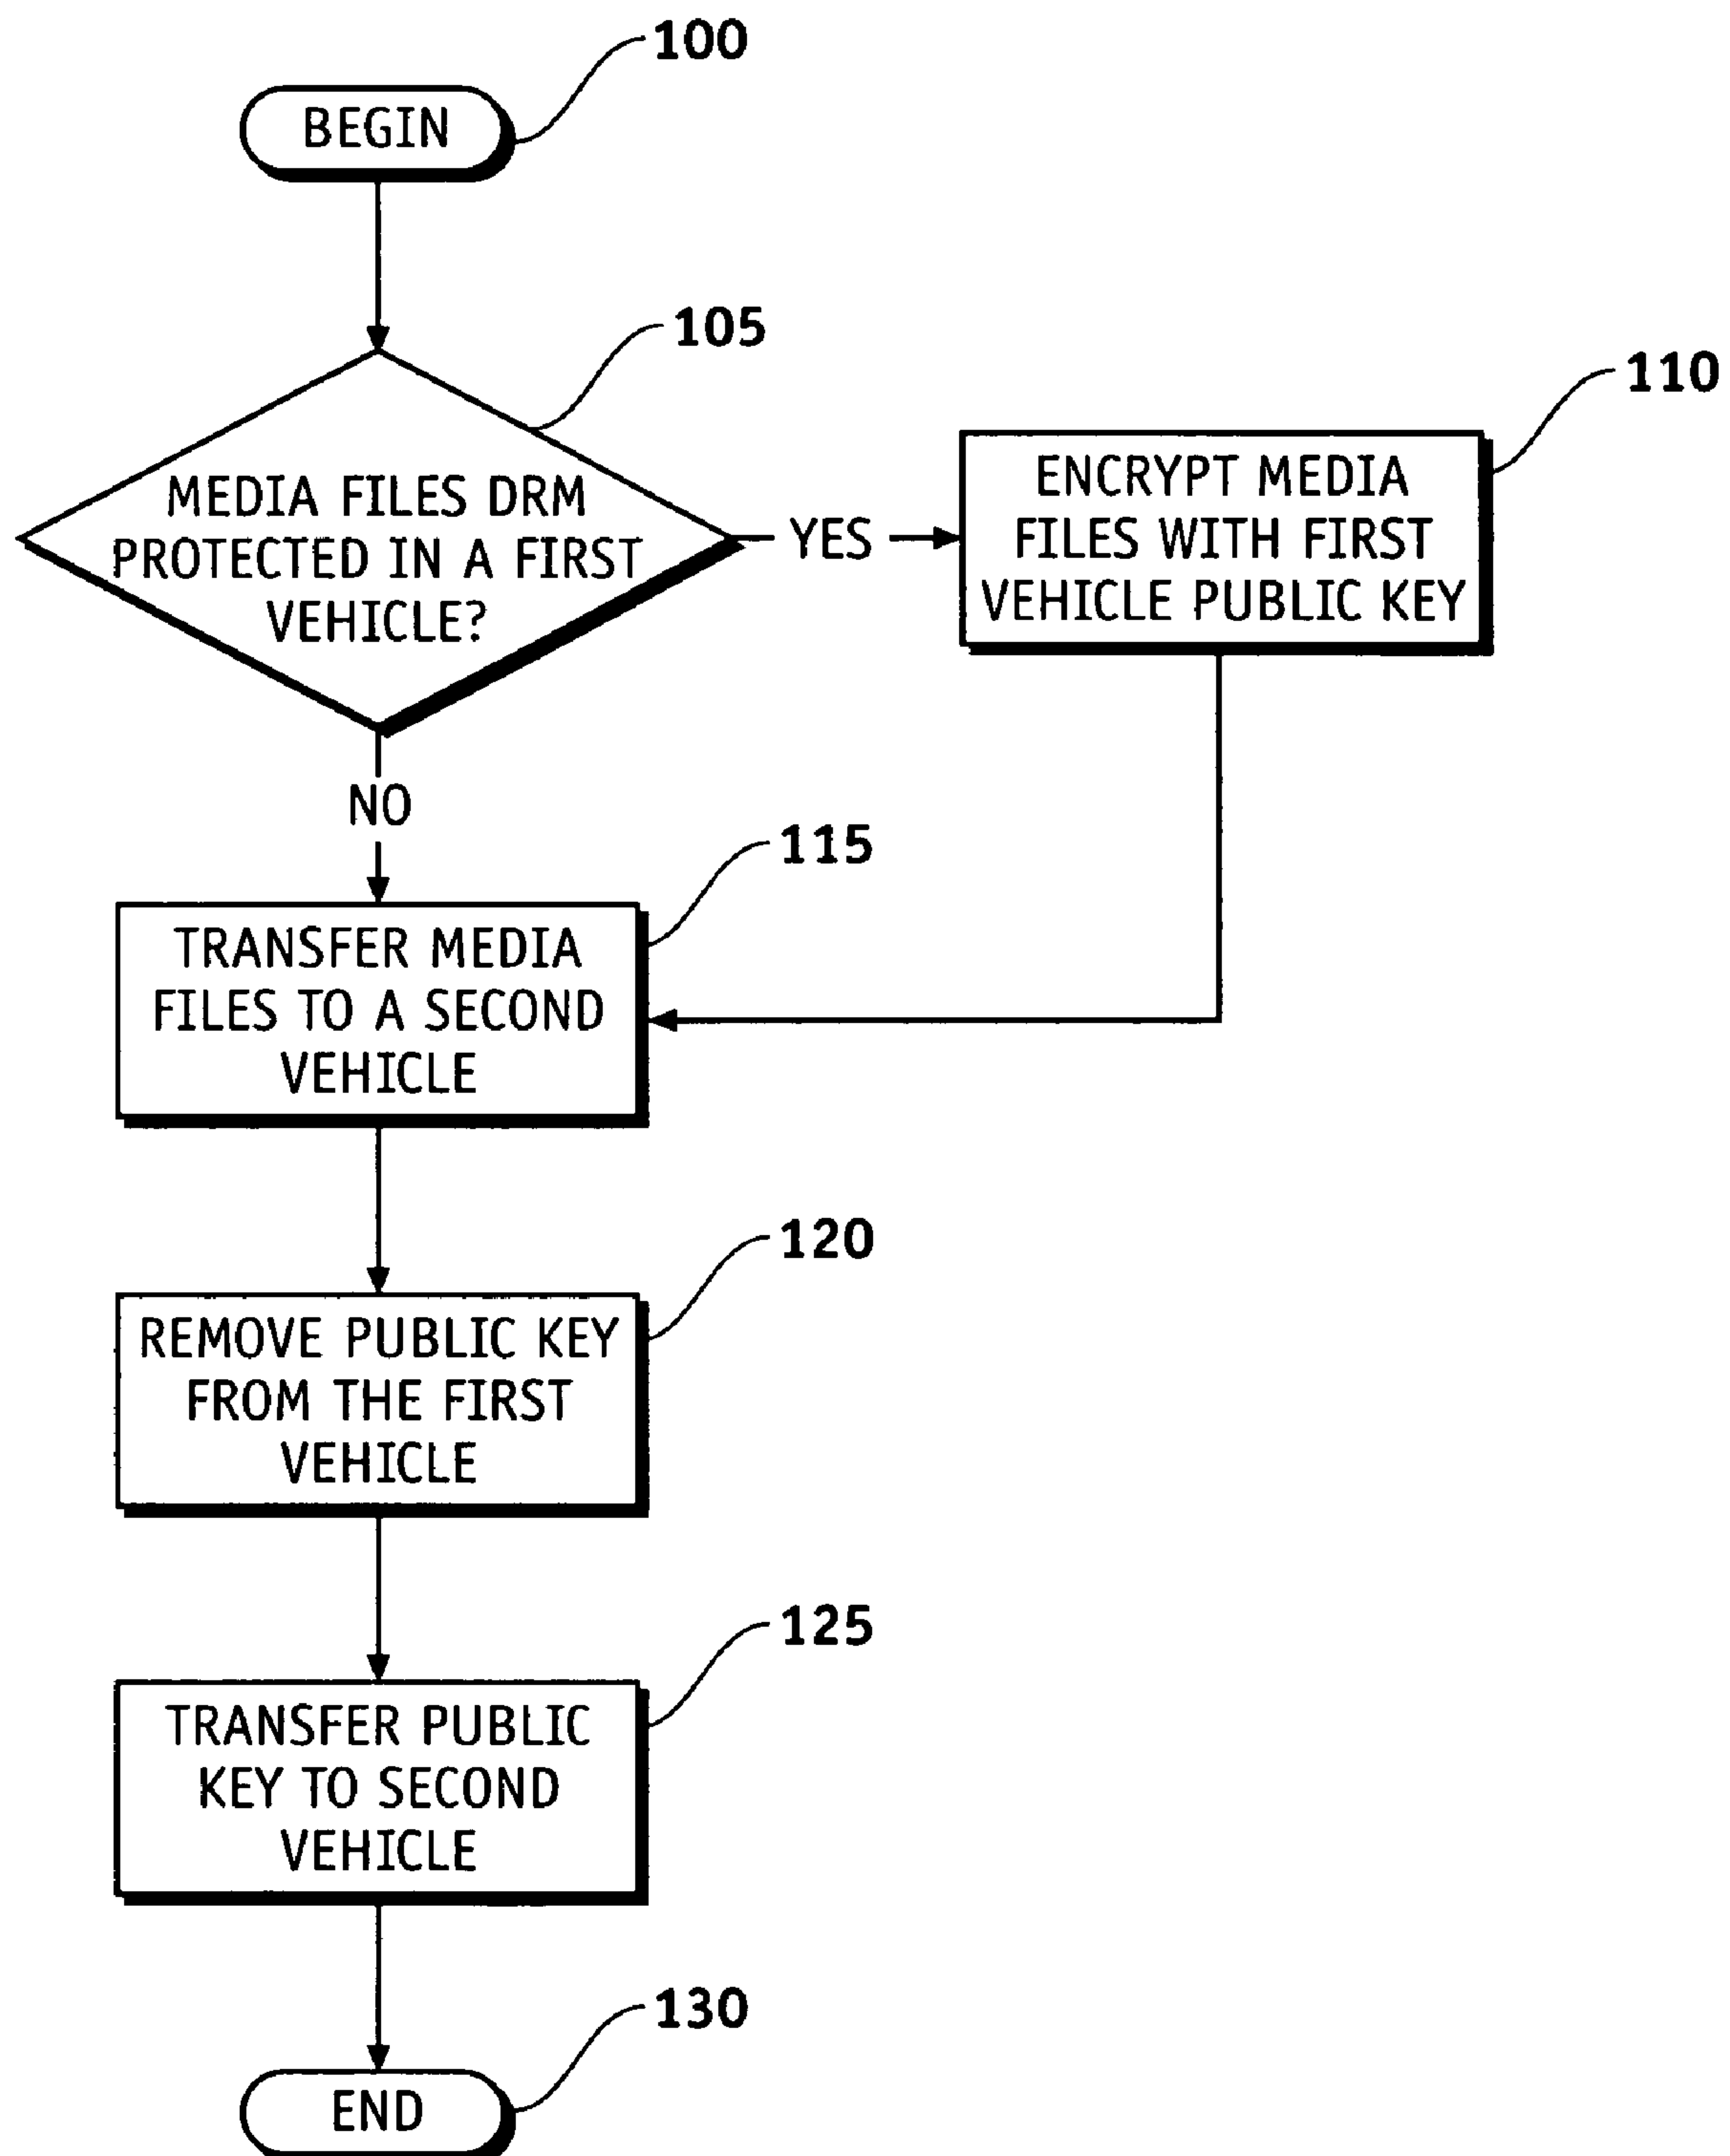 100
BEGIN
105
MEDIA FILES DRM
PROTECTED IN A FIRST
VEHICLE?
YES
110
ENCRYPT MEDIA
FILES WITH FIRST
VEHICLE PUBLIC KEY
NO
115
TRANSFER MEDIA
FILES TO A SECOND
VEHICLE
120
REMOVE PUBLIC KEY
FROM THE FIRST
VEHICLE
125
TRANSFER PUBLIC
KEY TO SECOND
VEHICLE
130
END